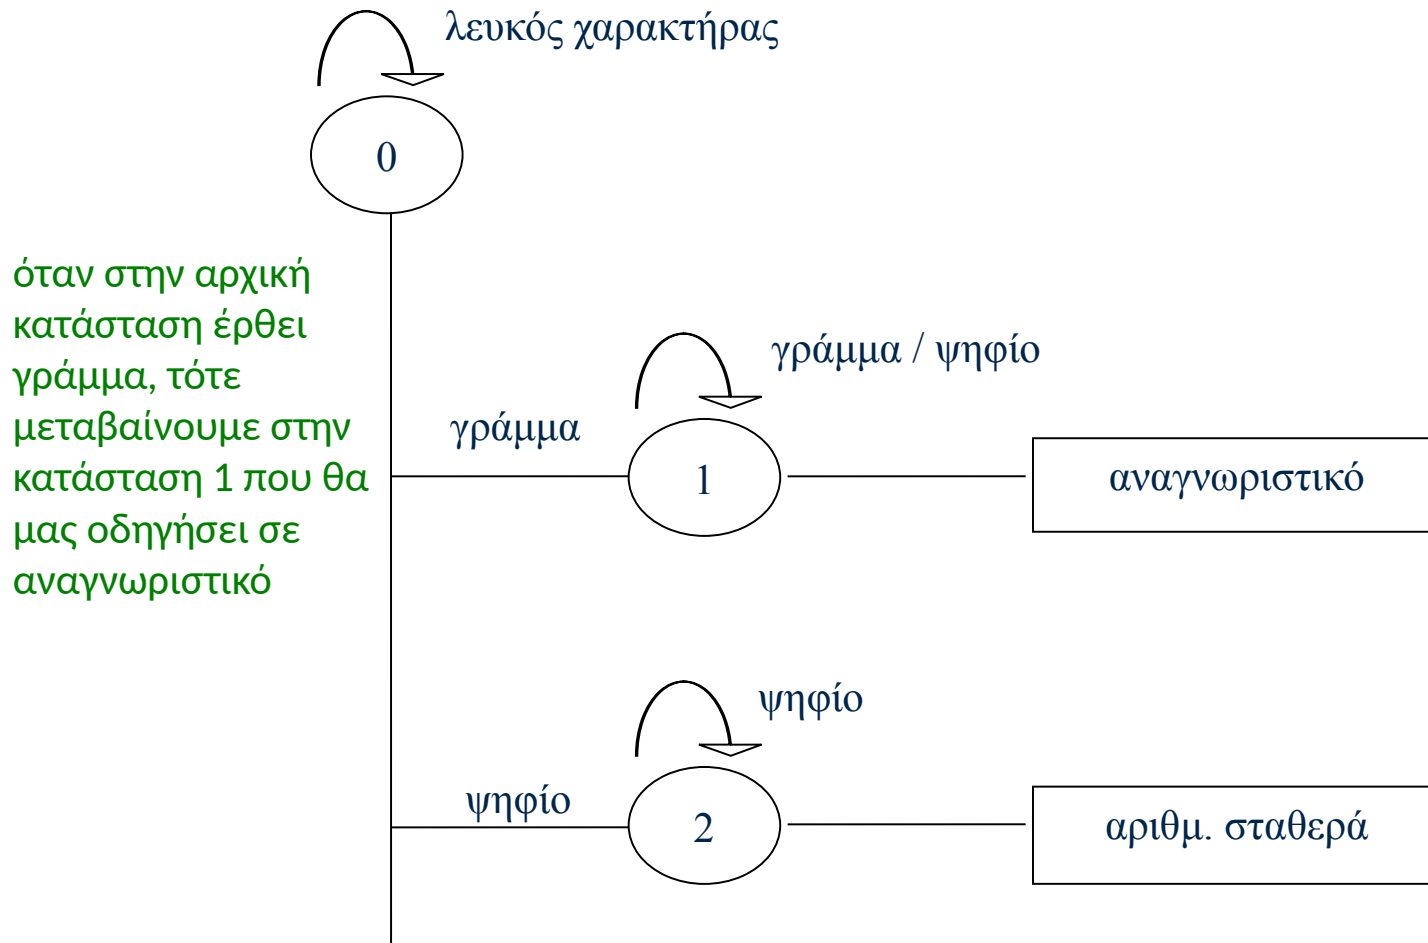 λευκός χαρακτήρας
0
όταν στην αρχική
κατάσταση έρθει
γράμμα, τότε
μεταβαίνουμε στην
κατάσταση 1 που θα
μας οδηγήσει σε
αναγνωριστικό
γράμμα / ψηφίο
γράμμα
1
αναγνωριστικό
ψηφίο
ψηφίο
2
αριθμ. σταθερά